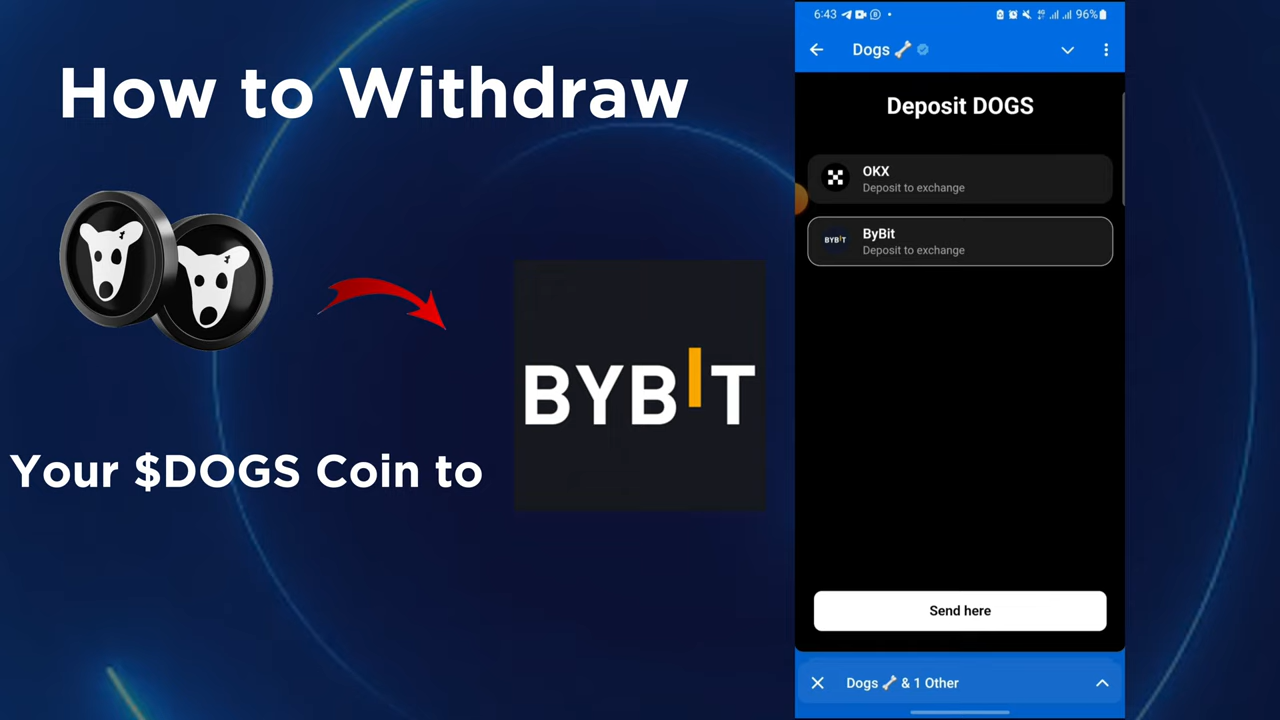 How to Withdraw
Your $DOGS Coin to
BYBIT
6:43
4G
96%
Dogs
Deposit DOGS
OKX
Deposit to exchange
BYBIT
ByBit
Deposit to exchange
Send here
Dogs & 1 Other